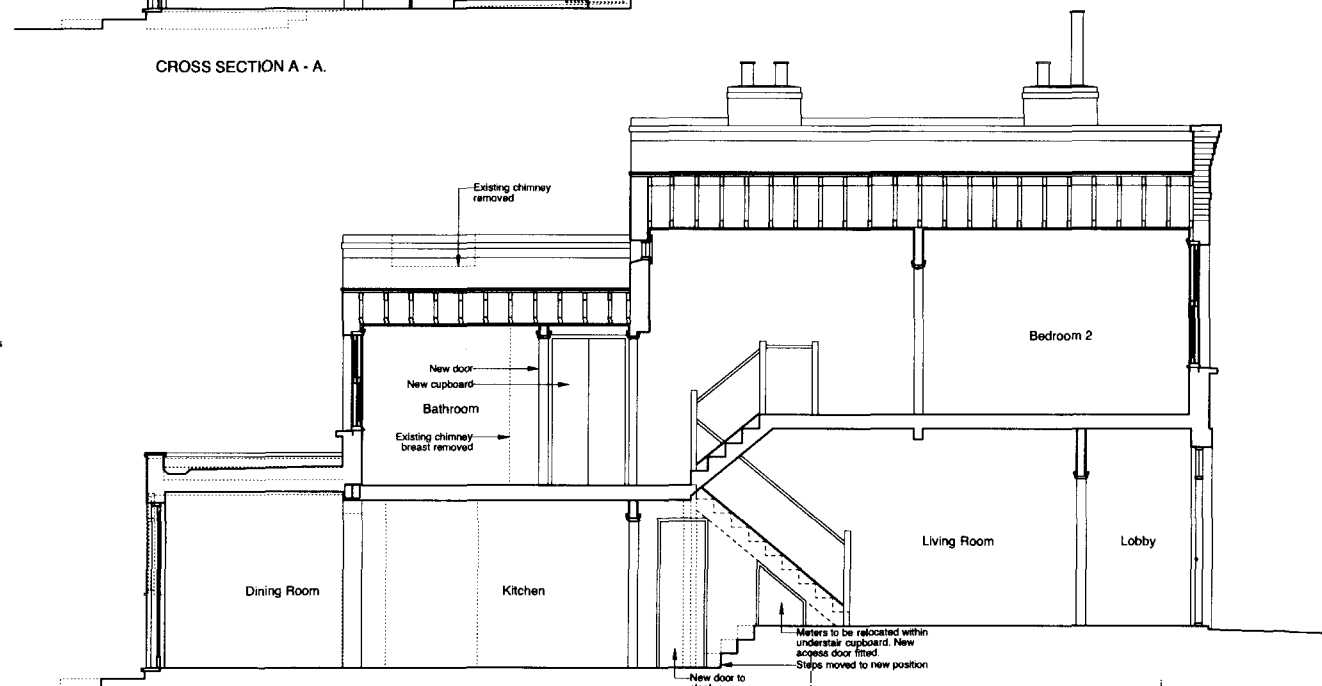 CROSS SECTION A - A.
Existing chimney
removed
New door
New cupboard
Bathroom
Existing chimney
breast removed
Bedroom 2
Living Room
Lobby
Dining Room
Kitchen
Meters to be relocated within
understair cupboard. New
access door fitted.
Steps moved to new position
New door to